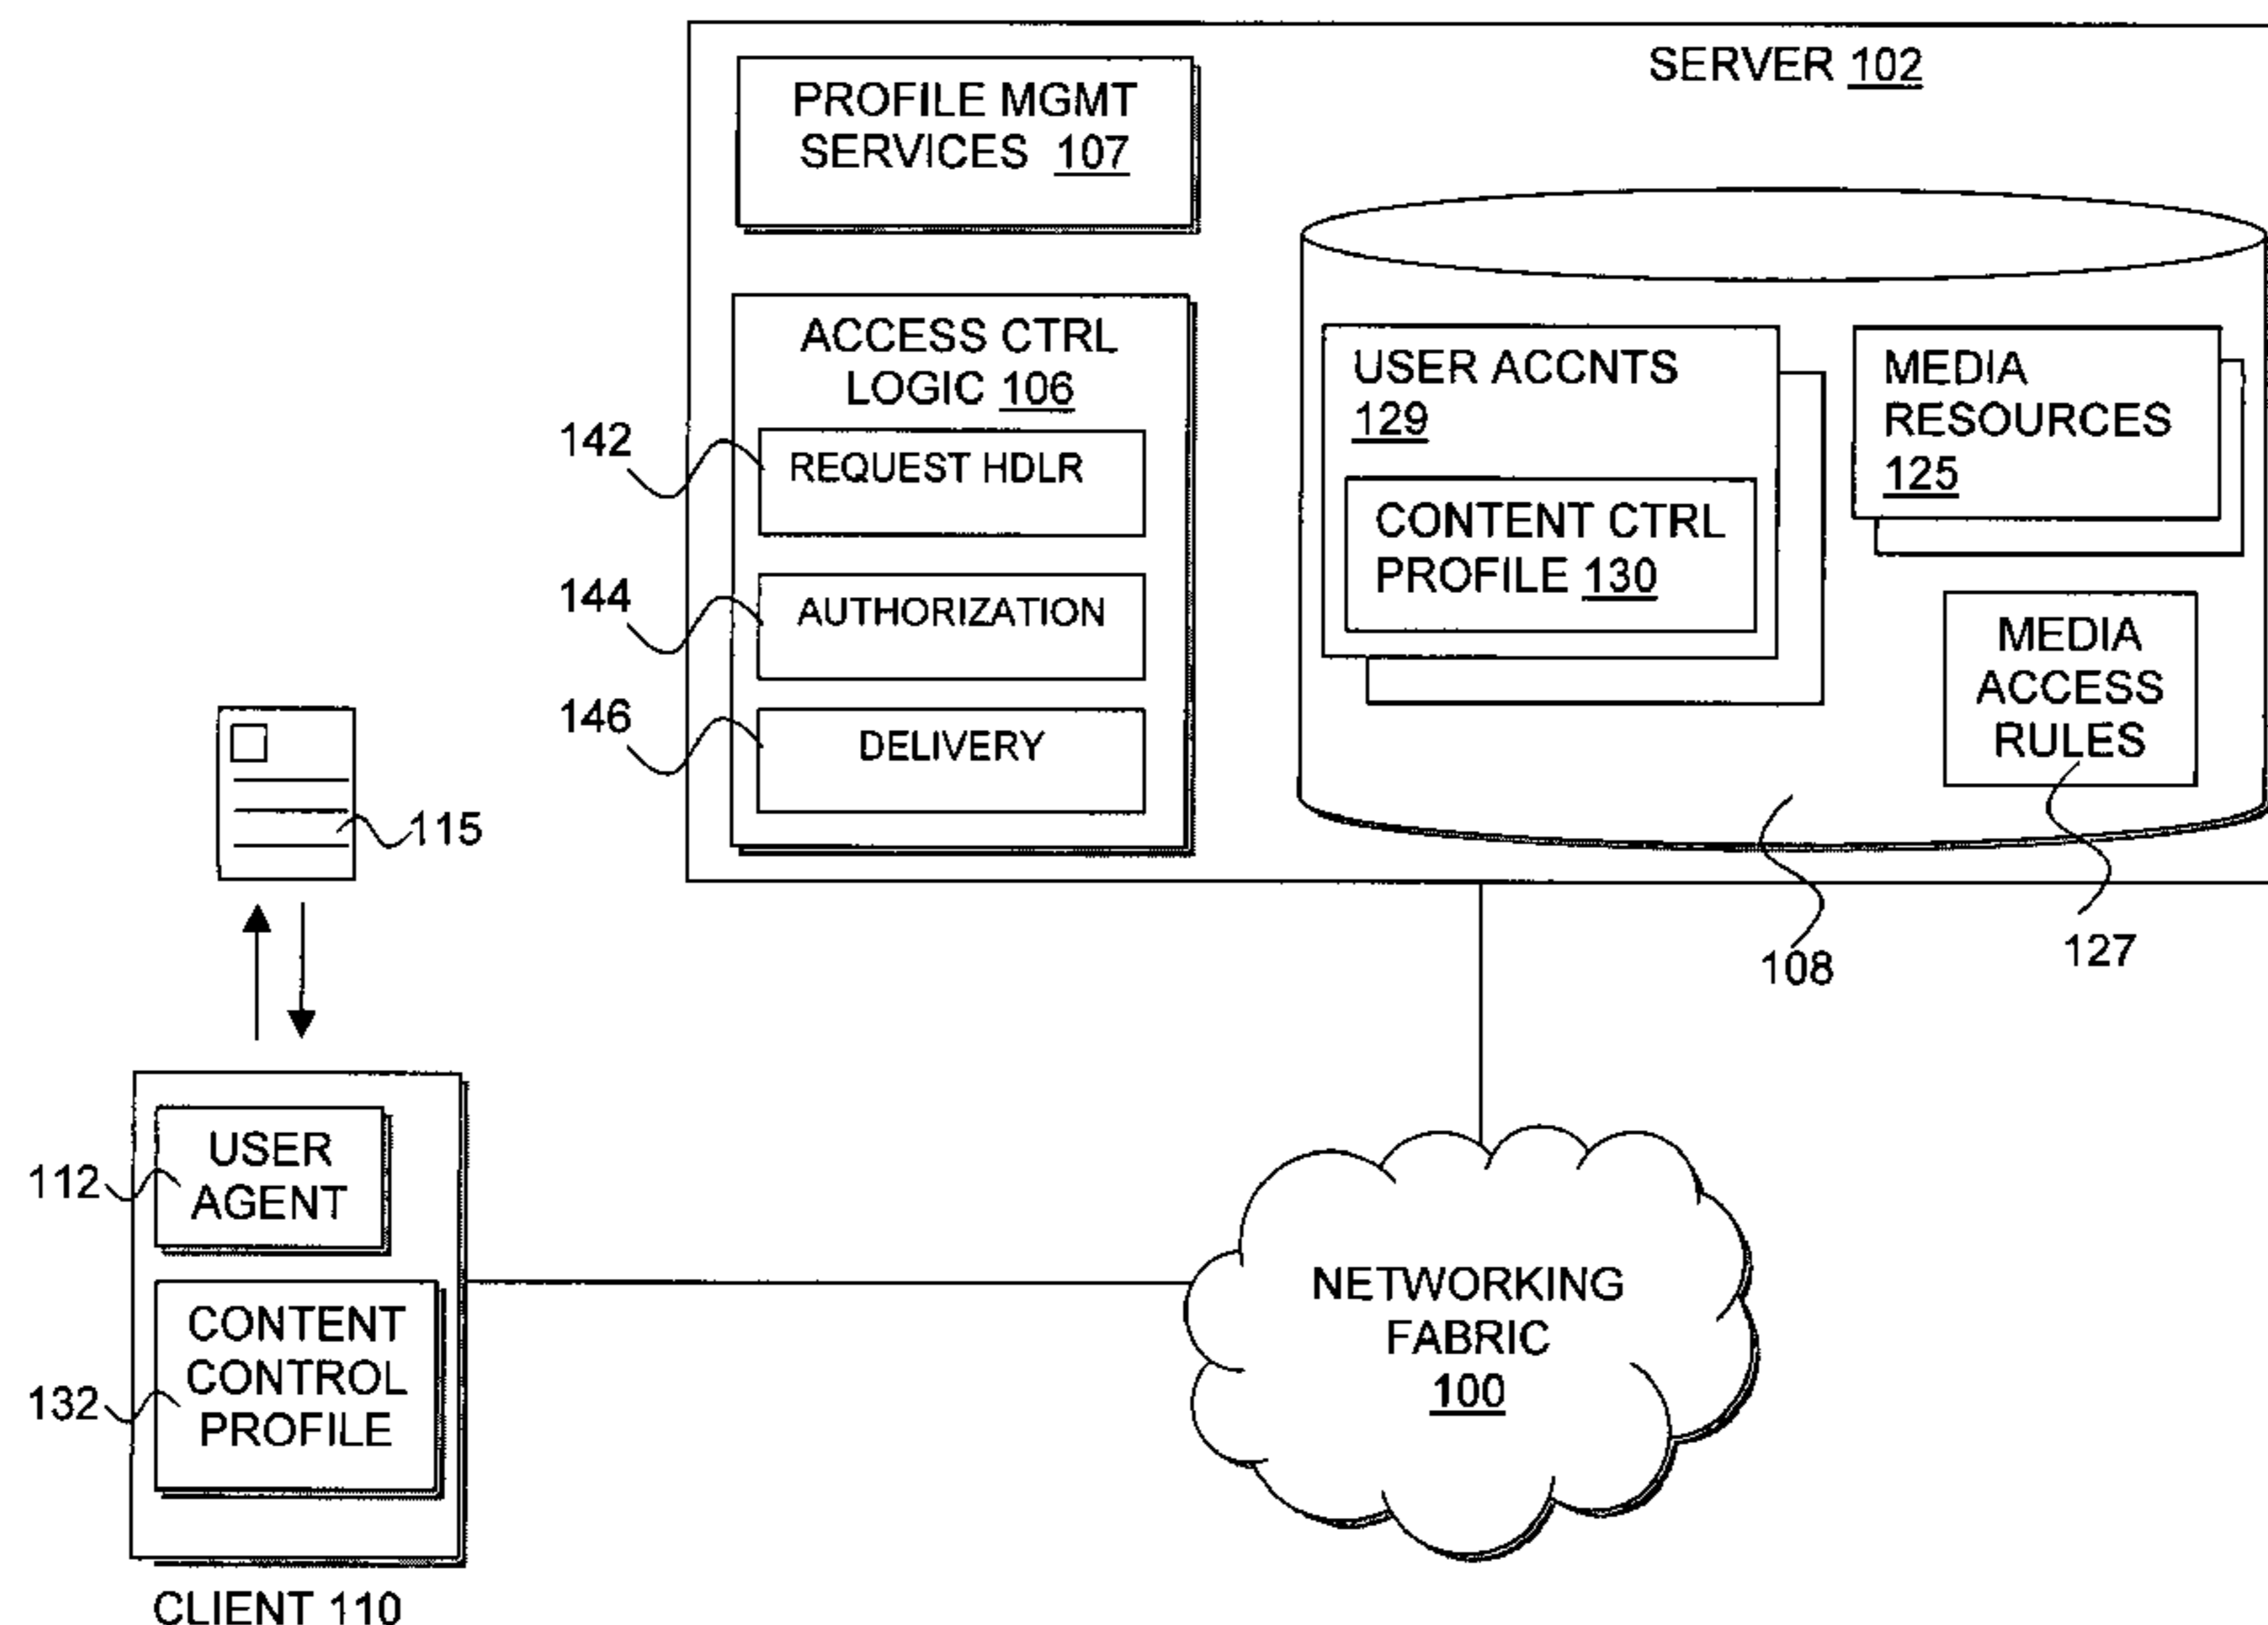 SERVER 102
PROFILE MGMT
SERVICES 107
ACCESS CTRL
LOGIC 106
142
REQUEST HDLR
144
AUTHORIZATION
146
DELIVERY
USER ACCNTS
129
CONTENT CTRL
PROFILE 130
MEDIA
RESOURCES
125
MEDIA
ACCESS
RULES
108
127
115
112
USER
AGENT
132
CONTENT
CONTROL
PROFILE
CLIENT 110
NETWORKING
FABRIC
100